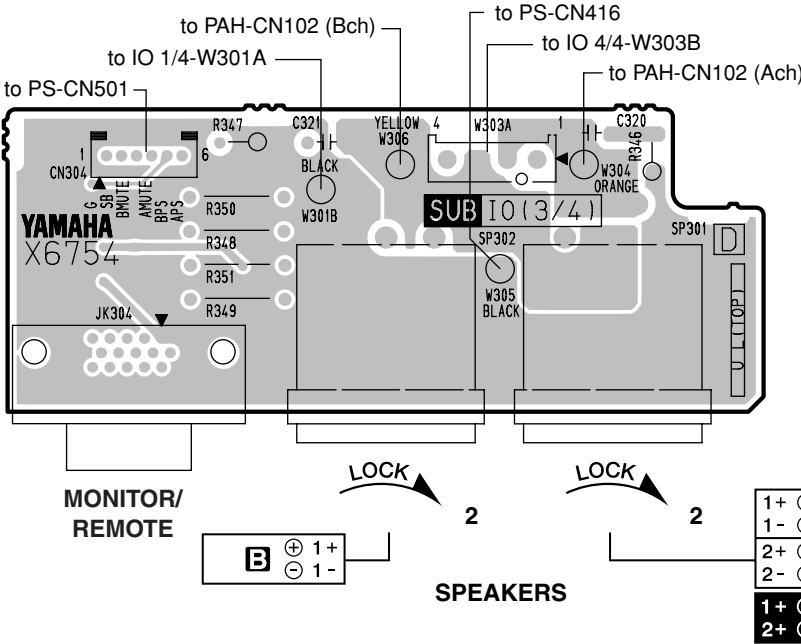 to PS-CN416
to PAH-CN102 (Bch)
to IO 4/4-W303B
to IO 1/4-W301A
to PAH-CN102 (Ach)
to PS-CN501
R347
C321
YELLOW
W306
4
W303A
1
C320
R346
1
6
CN304
BLACK
W301B
W304
ORANGE
G
SB
BMUTE
AMUTE
BPS
APS
R350
SUB IO(3/4)
YAMAHA
X6754
R348
SP302
SP301
D
R351
W305
BLACK
R349
JK304
UL(TOP)
LOCK
LOCK
MONITOR/
REMOTE
2
2
B
+ 1+
- 1-
SPEAKERS
1+
1-
2+
2-
1+
2+